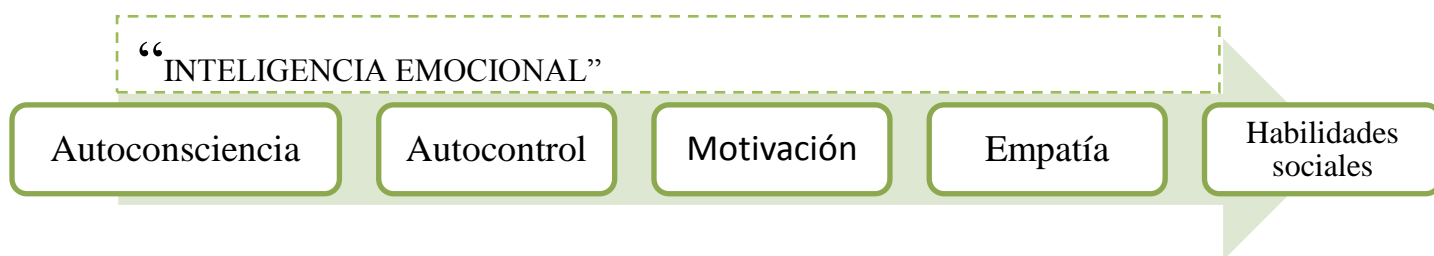 “INTELIGENCIA EMOCIONAL”
Autoconsciencia
Autocontrol
Motivación
Empatía
Habilidades
sociales